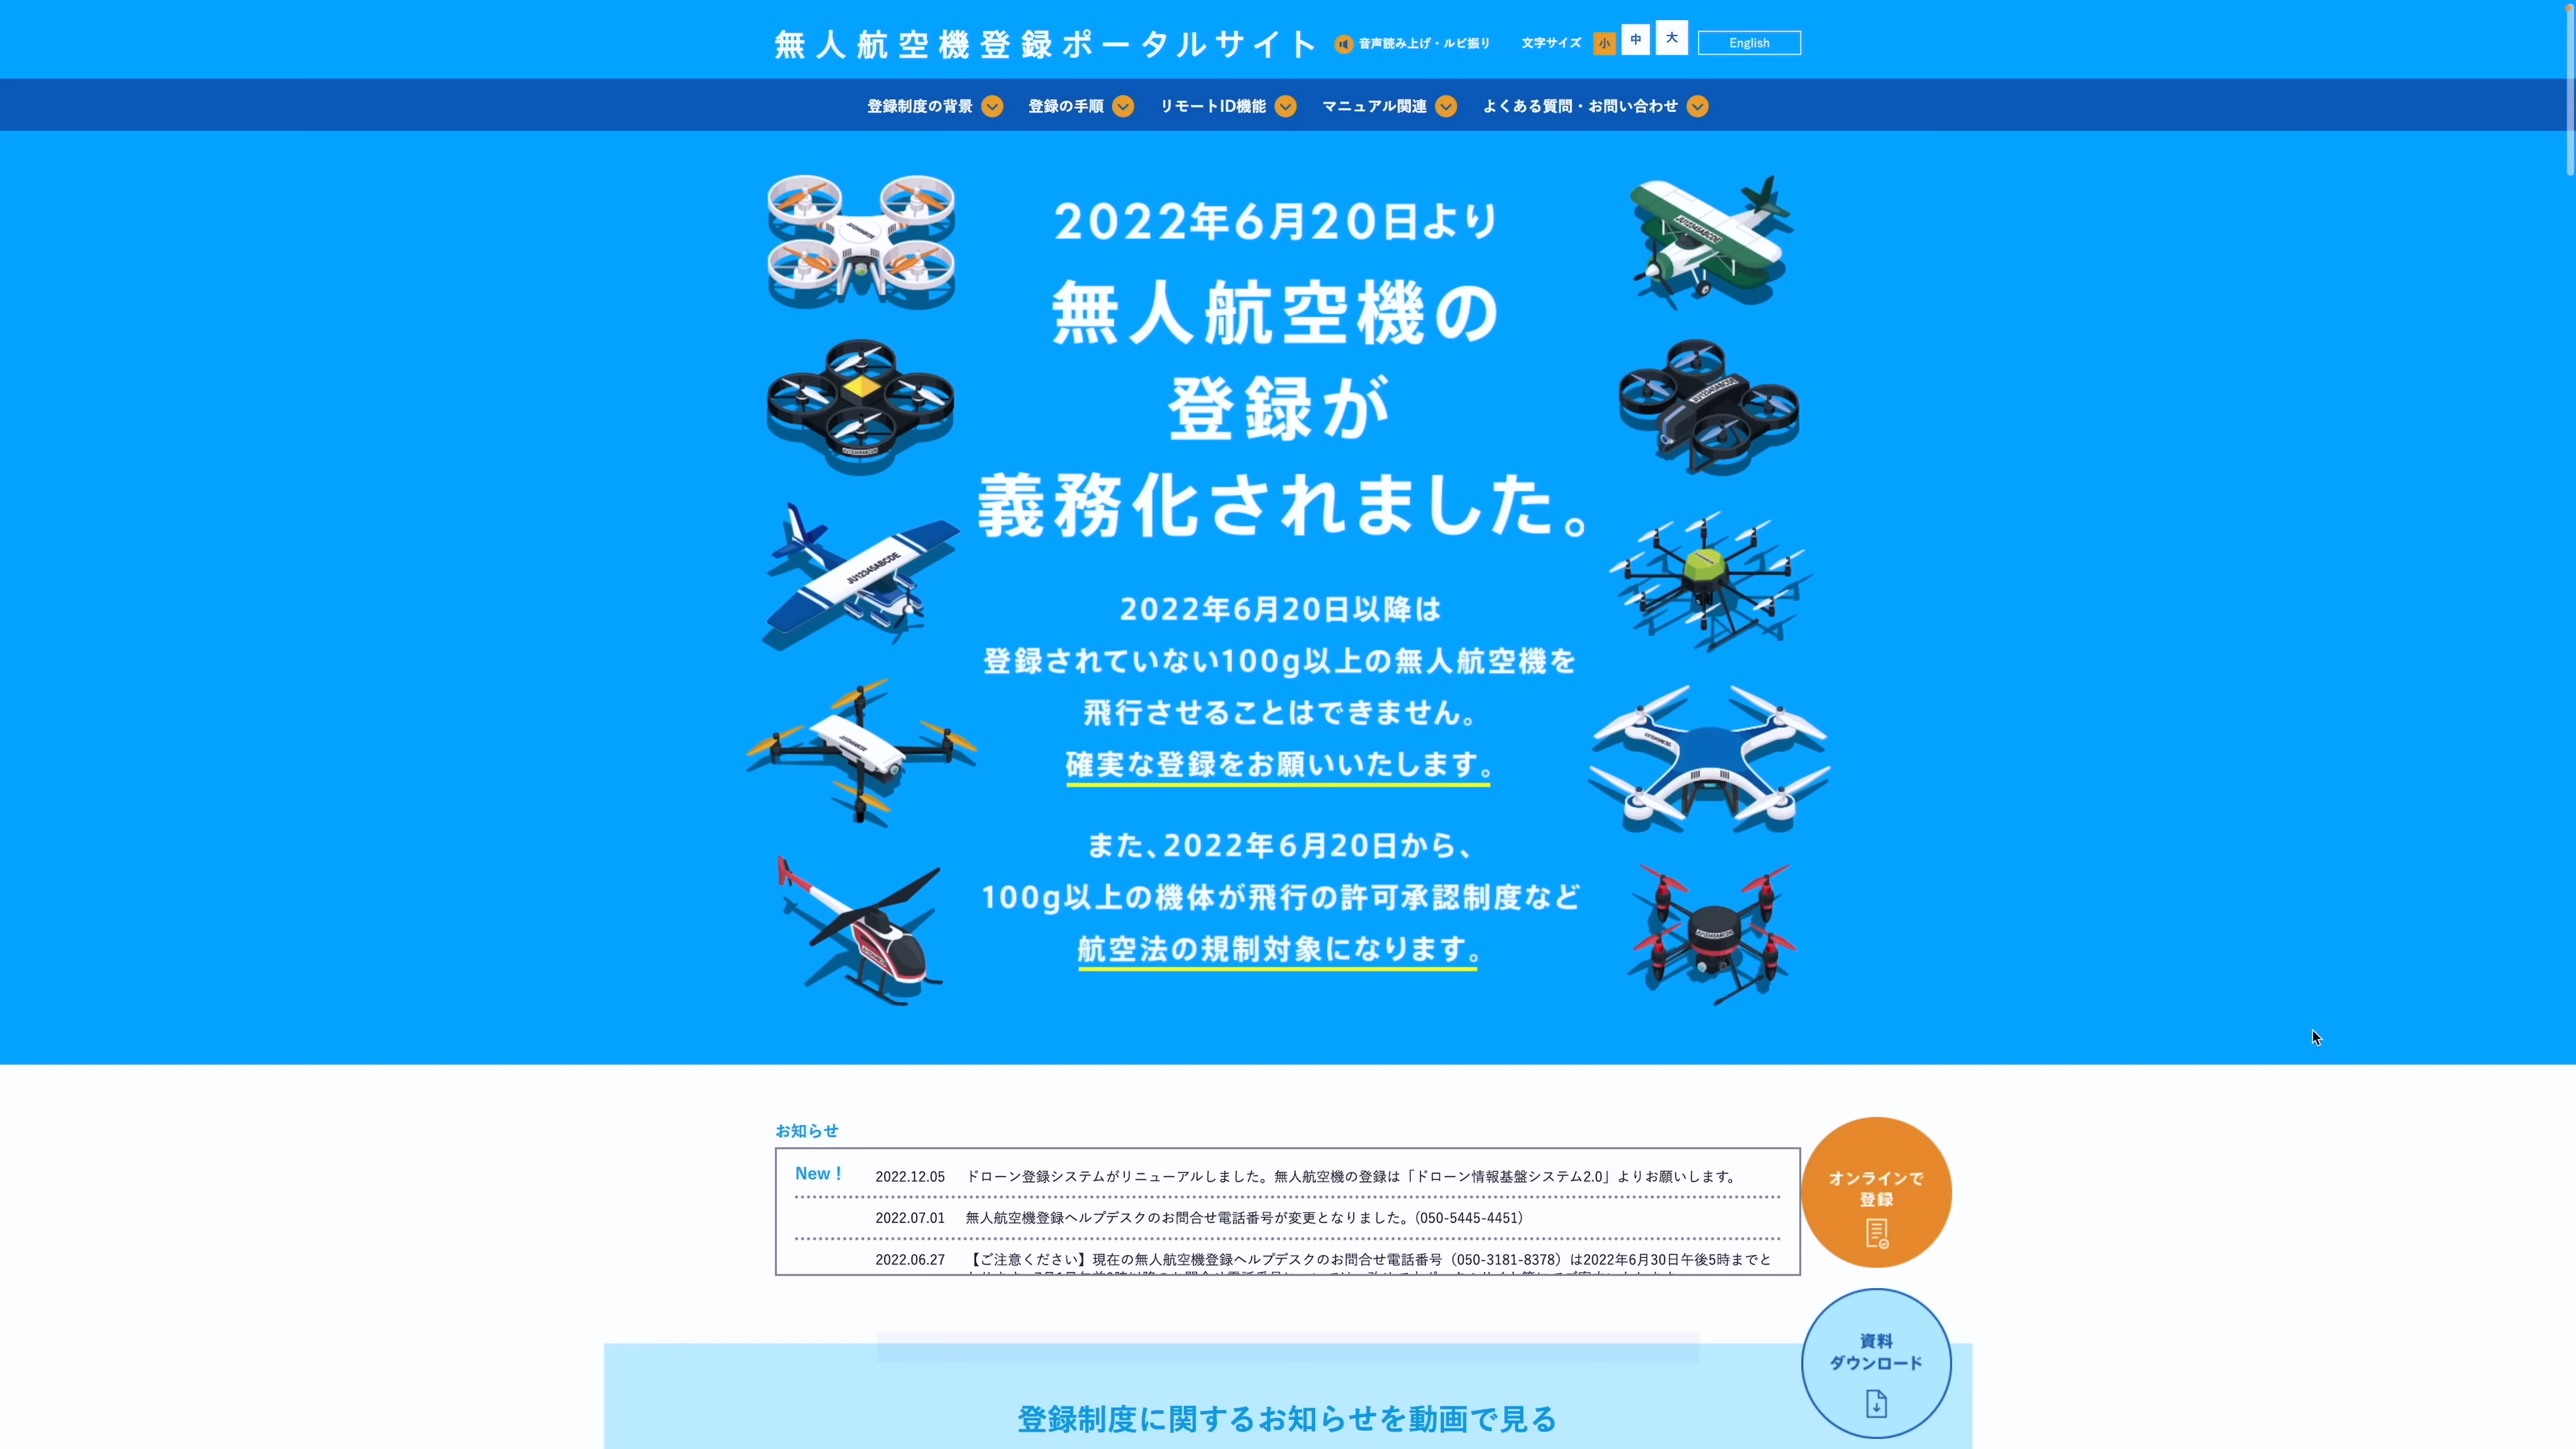 無人航空機登録ポータルサイト
音声読み上げ・ルビ振り
文字サイズ 小 中 大
English
登録制度の背景
登録の手順
リモートID機能
マニュアル関連
よくある質問・お問い合わせ
2022年6月20日より
無人航空機の
登録が
義務化されました。
JU12345ABCDE
2022年6月20日以降は
登録されていない100g以上の無人航空機を
飛行させることはできません。
確実な登録をお願いいたします。
また、2022年6月20日から、
100g以上の機体が飛行の許可承認制度など
航空法の規制対象になります。
お知らせ
New！ 2022.12.05 ドローン登録システムがリニューアルしました。無人航空機の登録は「ドローン情報基盤システム2.0」よりお願いします。
2022.07.01 無人航空機登録ヘルプデスクのお問合せ電話番号が変更となりました。（050-5445-4451）
2022.06.27 【ご注意ください】現在の無人航空機登録ヘルプデスクのお問合せ電話番号（050-3181-8378）は2022年6月30日午後5時までと
オンラインで
登録
資料
ダウンロード
登録制度に関するお知らせを動画で見る